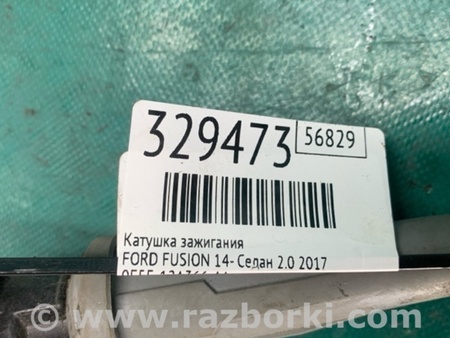 329473
56829
Катушка зажигания
FORD FUSION 14- Седан 2.0 2017
www.razborki.com